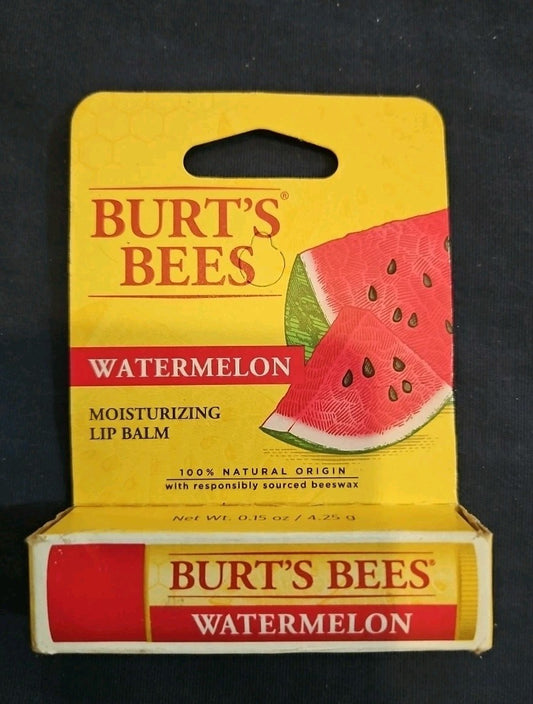 BURT'S®
BEES
WATERMELON
MOISTURIZING
LIP BALM
100% NATURAL ORIGIN
with responsibly sourced beeswax
Net Wt. 0.15 oz / 4.25 g
BURT'S BEES®
WATERMELON